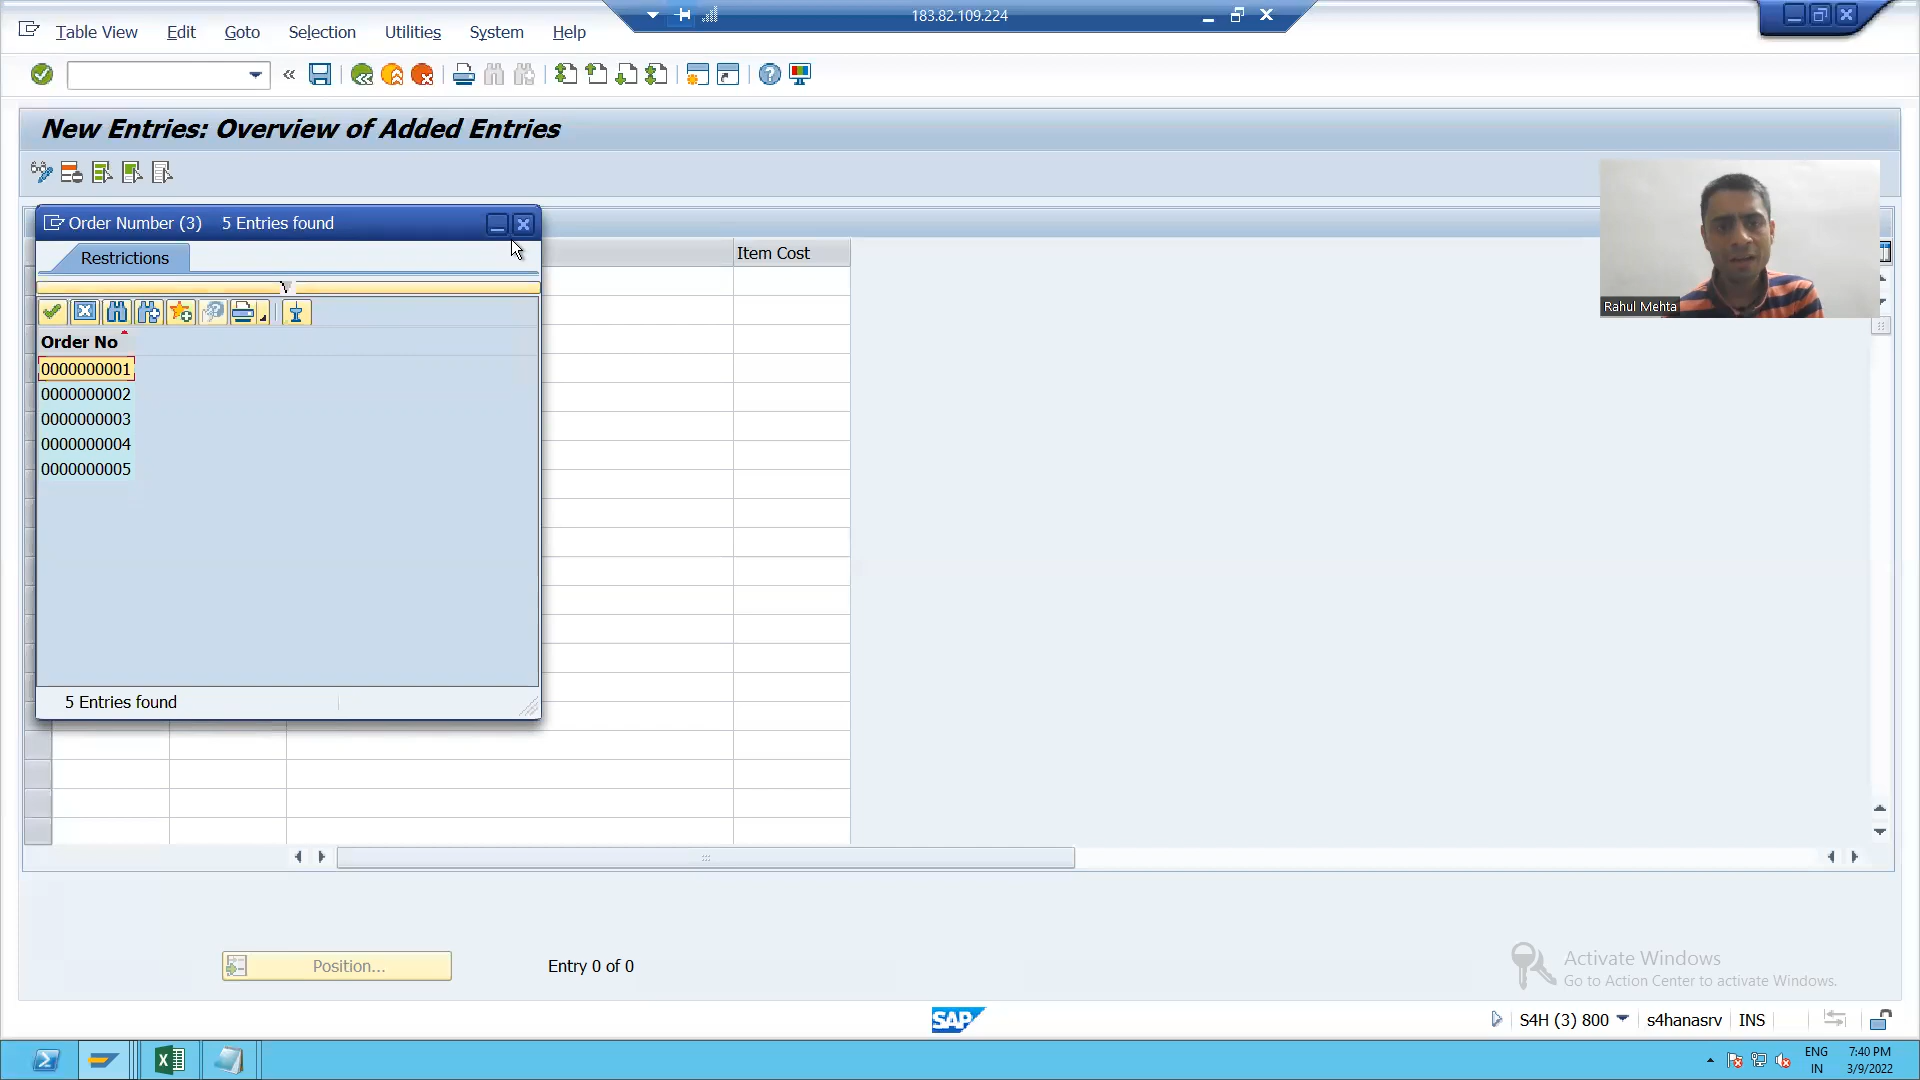 183.82.109.224
Table View Edit Goto Selection Utilities System Help
New Entries: Overview of Added Entries
Order Number (3) 5 Entries found
Restrictions
Item Cost
Order No
0000000001
0000000002
0000000003
0000000004
0000000005
5 Entries found
Rahul Mehta
Position...
Entry 0 of 0
Activate Windows
Go to Action Center to activate Windows.
SAP
S4H (3) 800
s4hanasrv
INS
ENG
IN
7:40 PM
3/9/2022